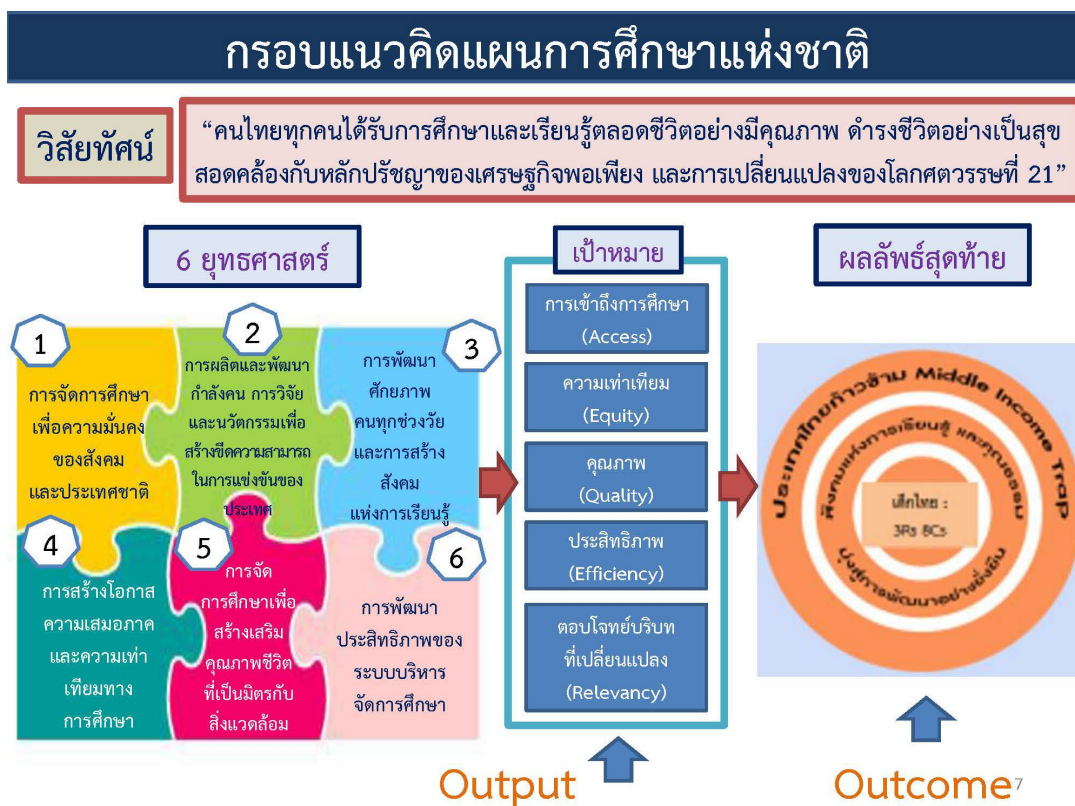 กรอบแนวคิดแผนการศึกษาแห่งชาติ
วิสัยทัศน์
“คนไทยทุกคนได้รับการศึกษาและเรียนรู้ตลอดชีวิตอย่างมีคุณภาพ ดำรงชีวิตอย่างเป็นสุข
สอดคล้องกับหลักปรัชญาของเศรษฐกิจพอเพียง และการเปลี่ยนแปลงของโลกศตวรรษที่ 21”
6 ยุทธศาสตร์
1
การจัดการศึกษา
เพื่อความมั่นคง
ของสังคม
และประเทศชาติ
2
การผลิตและพัฒนา
กำลังคน การวิจัย
และนวัตกรรมเพื่อ
สร้างขีดความสามารถ
ในการแข่งขันของ
ประเทศ
3
การพัฒนา
ศักยภาพ
คนทุกช่วงวัย
และการสร้าง
สังคม
แห่งการเรียนรู้
4
การสร้างโอกาส
ความเสมอภาค
และความเท่า
เทียมทาง
การศึกษา
5
การจัด
การศึกษาเพื่อ
สร้างเสริม
คุณภาพชีวิต
ที่เป็นมิตรกับ
สิ่งแวดล้อม
6
การพัฒนา
ประสิทธิภาพของ
ระบบบริหาร
จัดการศึกษา
เป้าหมาย
การเข้าถึงการศึกษา
(Access)
ความเท่าเทียม
(Equity)
คุณภาพ
(Quality)
ประสิทธิภาพ
(Efficiency)
ตอบโจทย์บริบท
ที่เปลี่ยนแปลง
(Relevancy)
Output
ผลลัพธ์สุดท้าย
ประเทศไทยก้าวข้าม Middle Income Trap
สังคมแห่งการเรียนรู้ และคุณธรรม
เด็กไทย :
3Rs 8Cs
มุ่งสู่การพัฒนาอย่างยั่งยืน
Outcome
7